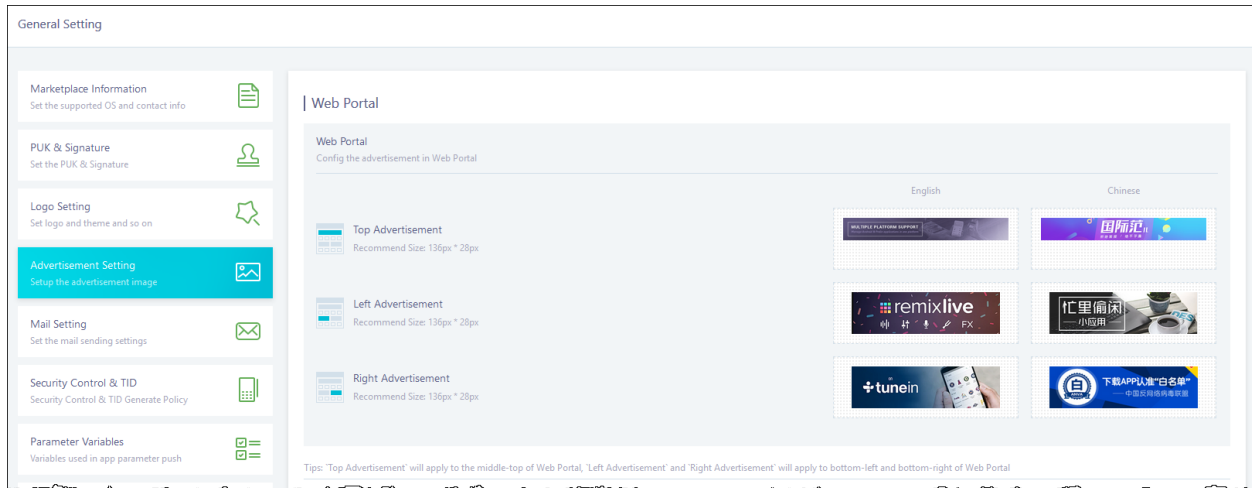 General Setting
Marketplace Information
Set the supported OS and contact info
PUK & Signature
Set the PUK & Signature
Logo Setting
Set logo and theme and so on
Advertisement Setting
Setup the advertisement image
Mail Setting
Set the mail sending settings
Security Control & TID
Security Control & TID Generate Policy
Parameter Variables
Variables used in app parameter push
Web Portal
Web Portal
Config the advertisement in Web Portal
English
Chinese
Top Advertisement
Recommend Size: 136px * 28px
MULTIPLE PLATFORM SUPPORT
国际范儿
Left Advertisement
Recommend Size: 136px * 28px
remixlive
FX
忙里偷闲
小应用
Right Advertisement
Recommend Size: 136px * 28px
tunein
下载APP认准"白名单"
中国反网络病毒联盟
Tips: `Top Advertisement` will apply to the middle-top of Web Portal, `Left Advertisement` and `Right Advertisement` will apply to bottom-left and bottom-right of Web Portal